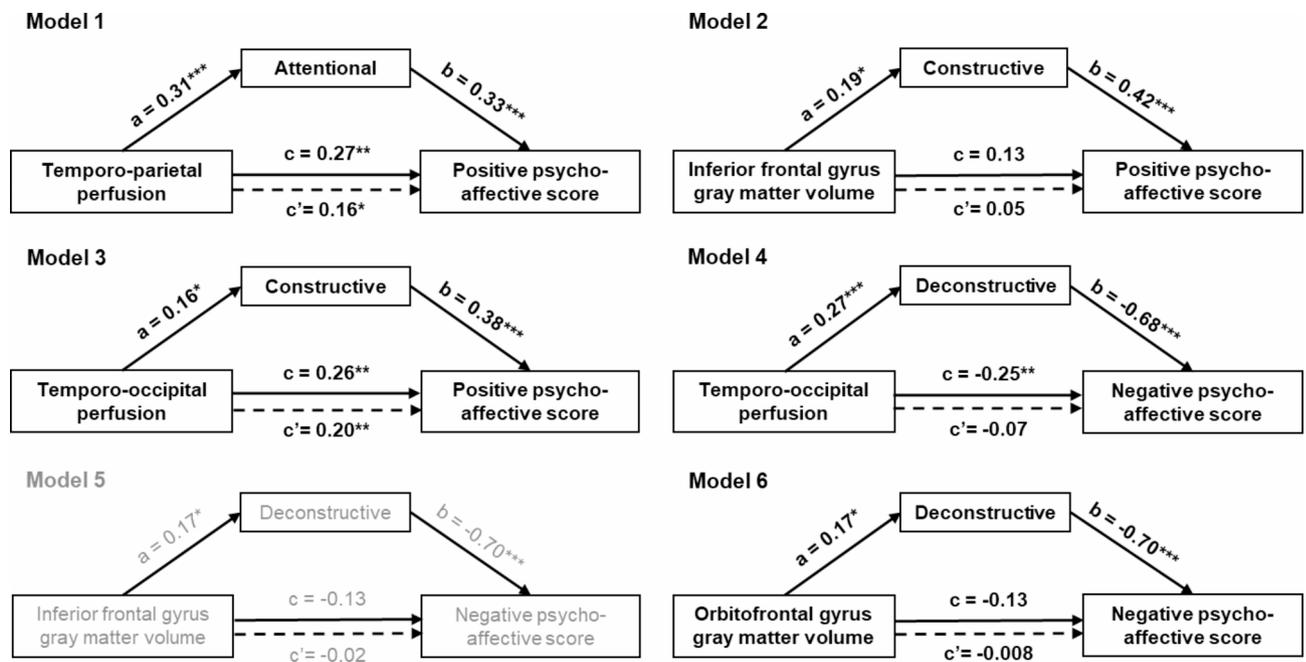 Model 1
Attentional
a = 0.31***
b = 0.33***
Temporo-parietal
perfusion
c = 0.27**
c’= 0.16*
Positive psycho-
affective score
Model 2
Constructive
a = 0.19*
b = 0.42***
Inferior frontal gyrus
gray matter volume
c = 0.13
c’= 0.05
Positive psycho-
affective score
Model 3
Constructive
a = 0.16*
b = 0.38***
Temporo-occipital
perfusion
c = 0.26**
c’= 0.20**
Positive psycho-
affective score
Model 4
Deconstructive
a = 0.27***
b = -0.68***
Temporo-occipital
perfusion
c = -0.25**
c’= -0.07
Negative psycho-
affective score
Model 5
Deconstructive
a = 0.17*
b = -0.70***
Inferior frontal gyrus
gray matter volume
c = -0.13
c’= -0.02
Negative psycho-
affective score
Model 6
Deconstructive
a = 0.17*
b = -0.70***
Orbitofrontal gyrus
gray matter volume
c = -0.13
c’= -0.008
Negative psycho-
affective score